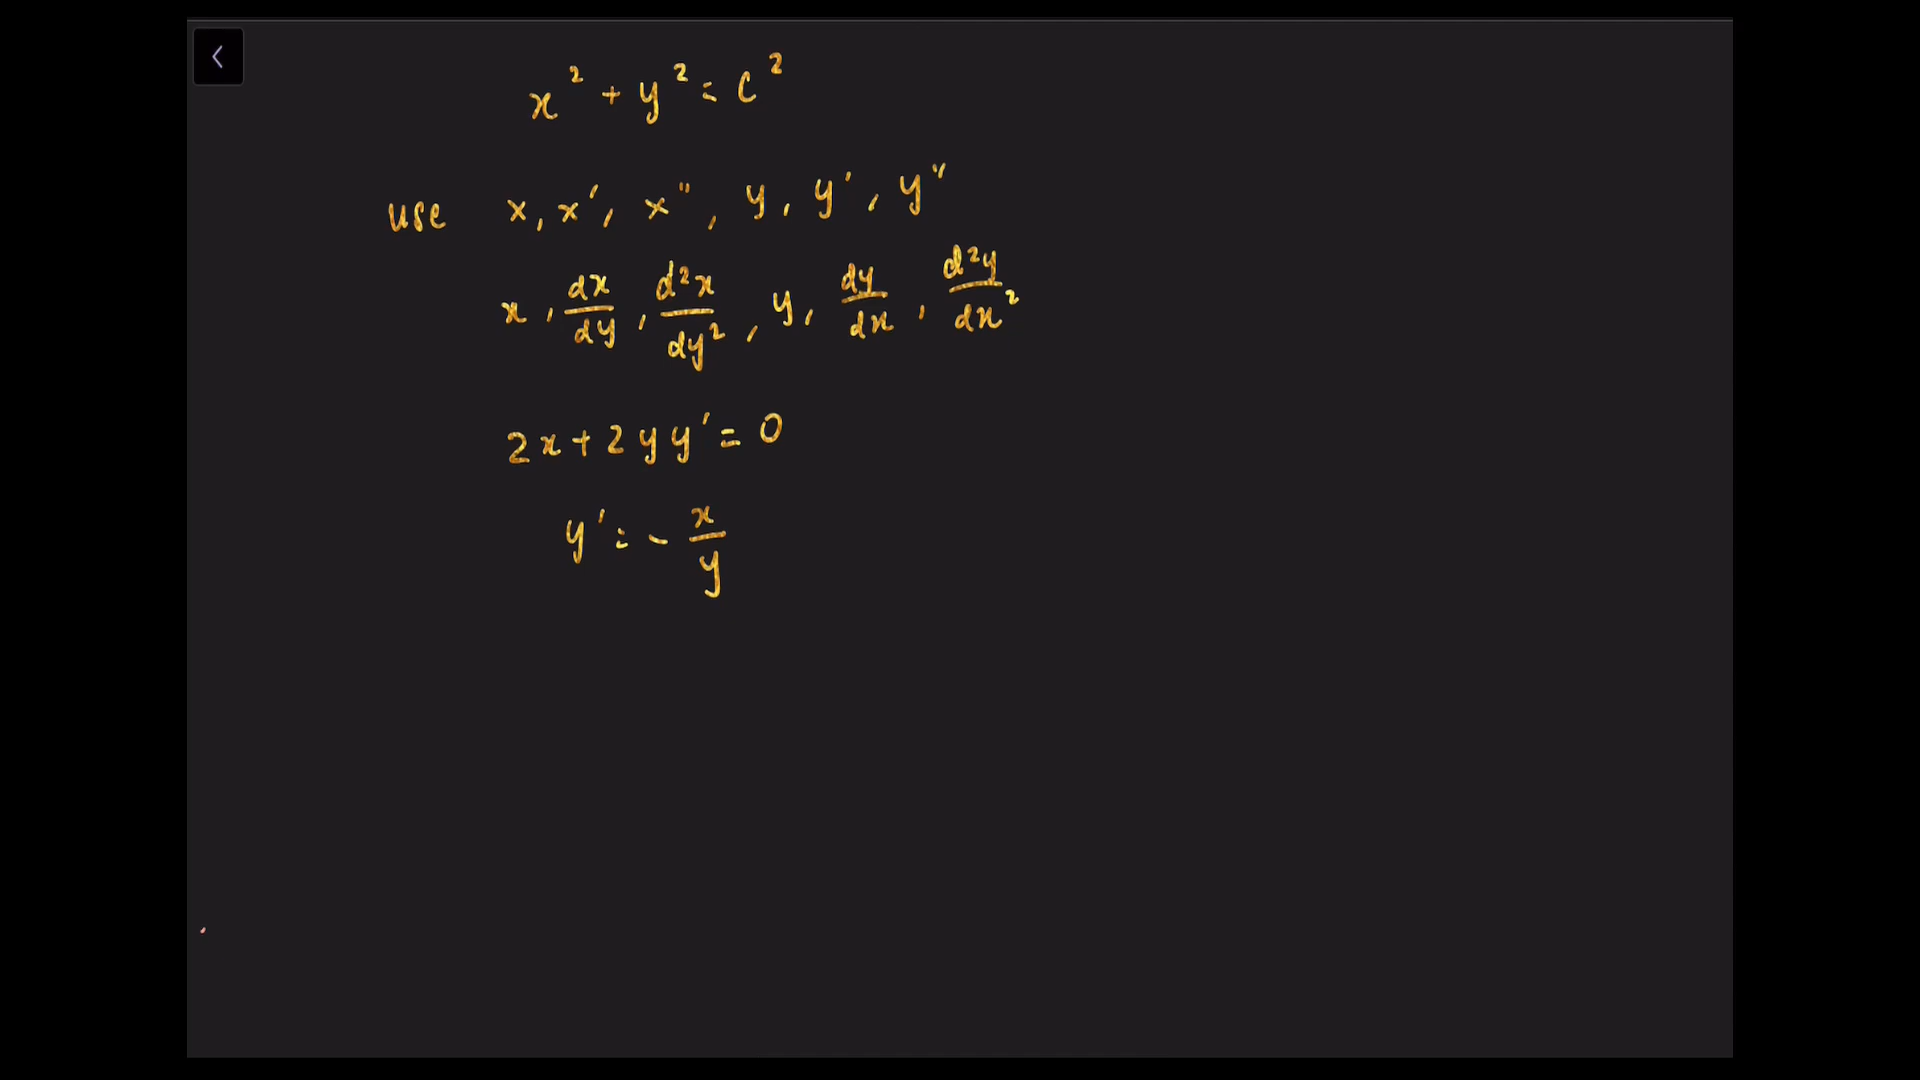 x² + y² = c²
use x, x', x'', y, y', y''
x, dx/dy, d²x/dy², y, dy/dx, d²y/dx²
2x + 2yy' = 0
y' = - x/y